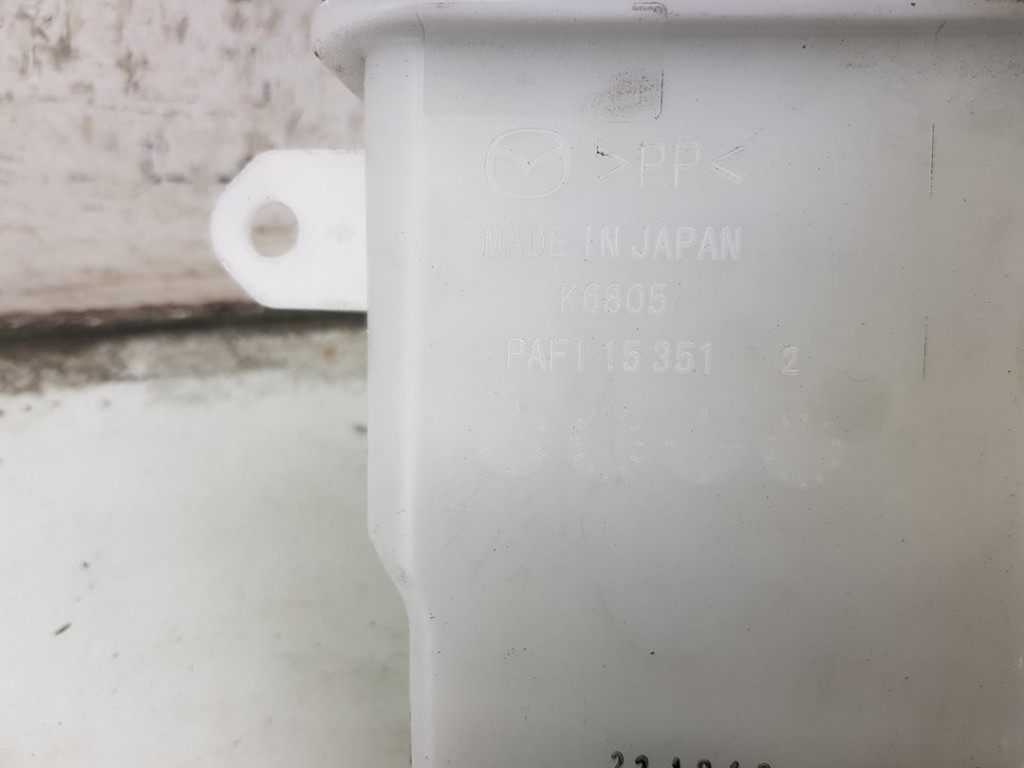 >PP<
MADE IN JAPAN
K6805
PAF1 15 351 2